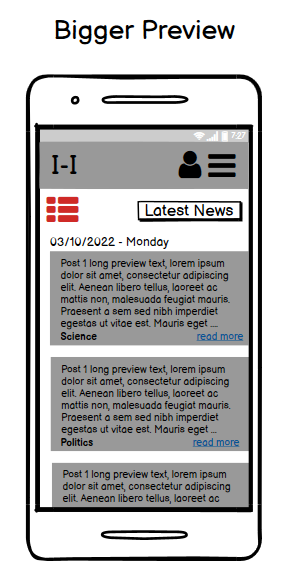 Bigger Preview
7:27
I-I
Latest News
03/10/2022 - Monday
Post 1 long preview text, lorem ipsum
dolor sit amet, consectetur adipiscing
elit. Aenean libero tellus, laoreet ac
mattis non, malesuada feugiat mauris.
Praesent a sem sed nibh imperdiet
egestas ut vitae est. Mauris eget ....
Science read more
Post 1 long preview text, lorem ipsum
dolor sit amet, consectetur adipiscing
elit. Aenean libero tellus, laoreet ac
mattis non, malesuada feugiat mauris.
Praesent a sem sed nibh imperdiet
egestas ut vitae est. Mauris eget ...
Politics read more
Post 1 long preview text, lorem ipsum
dolor sit amet, consectetur adipiscing
elit. Aenean libero tellus, laoreet ac